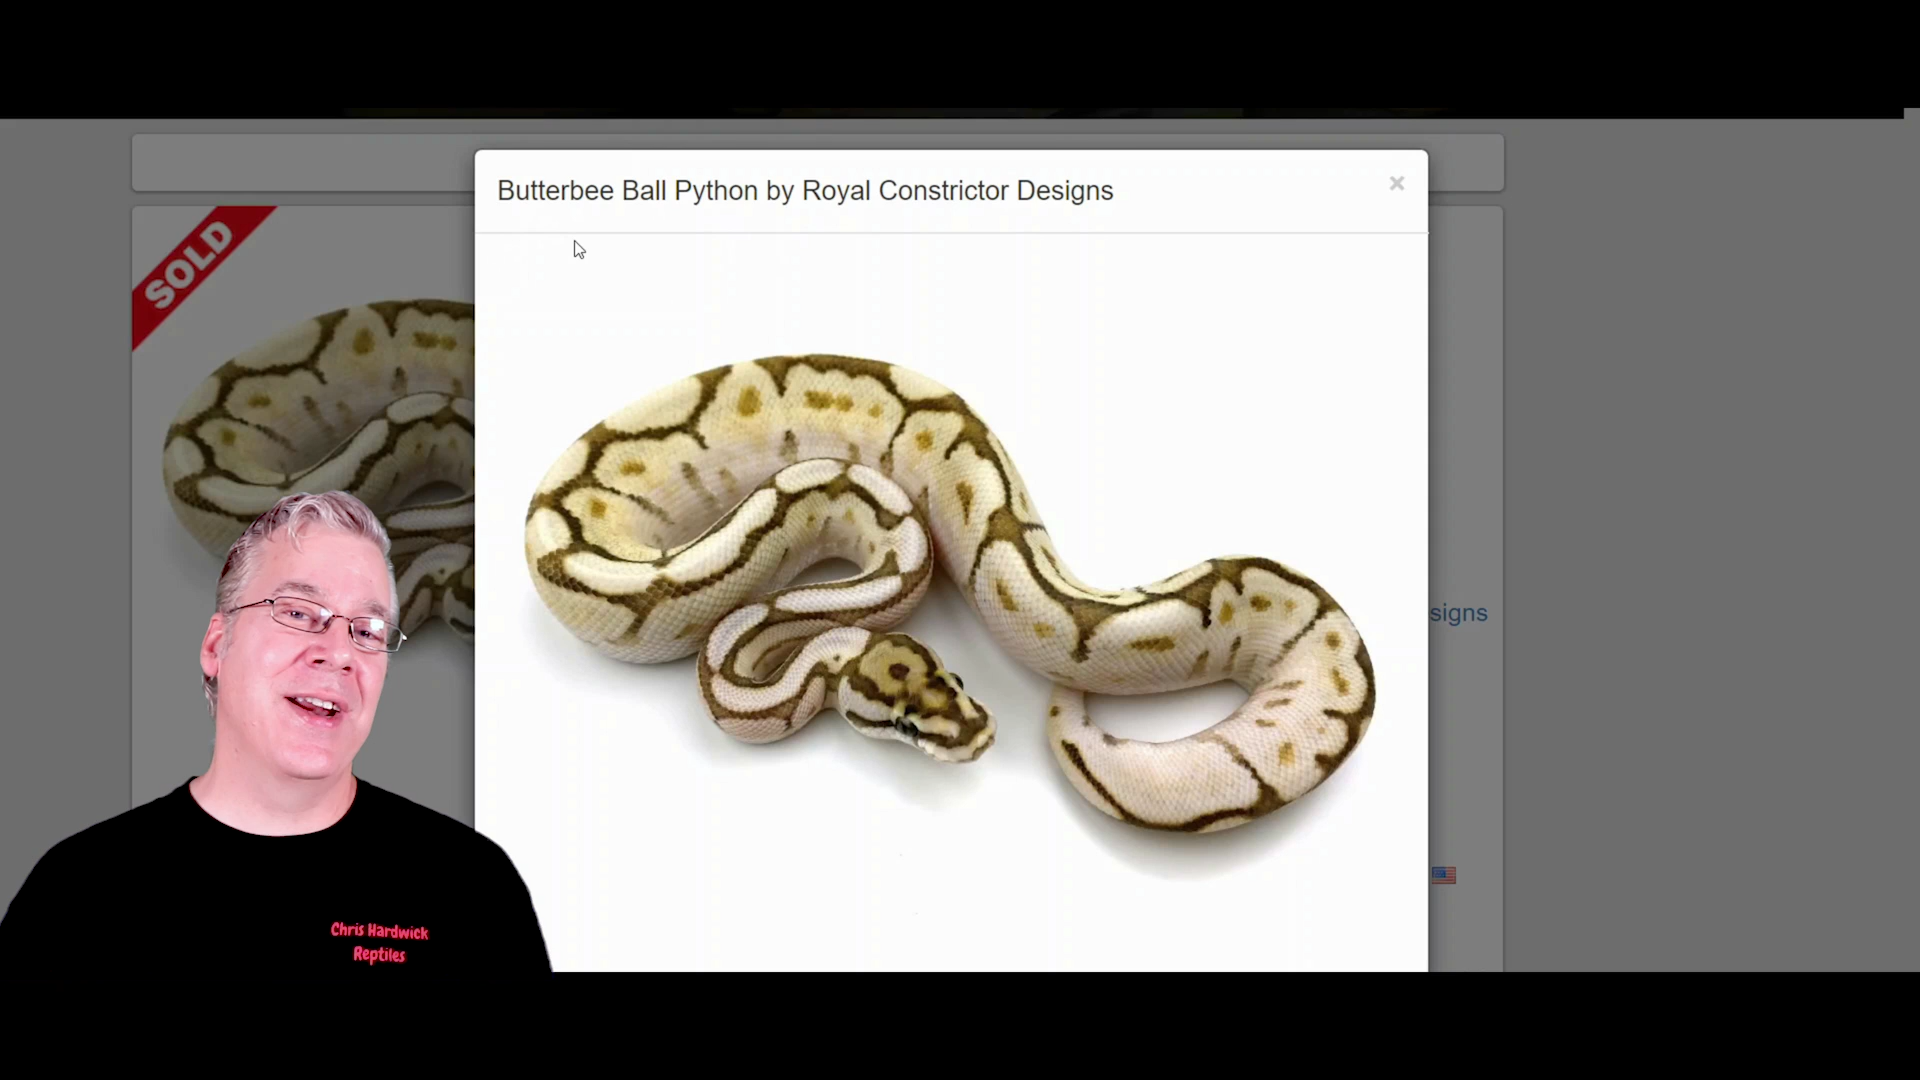 Butterbee Ball Python by Royal Constrictor Designs
×
SOLD
signs
Chris Hardwick
Reptiles